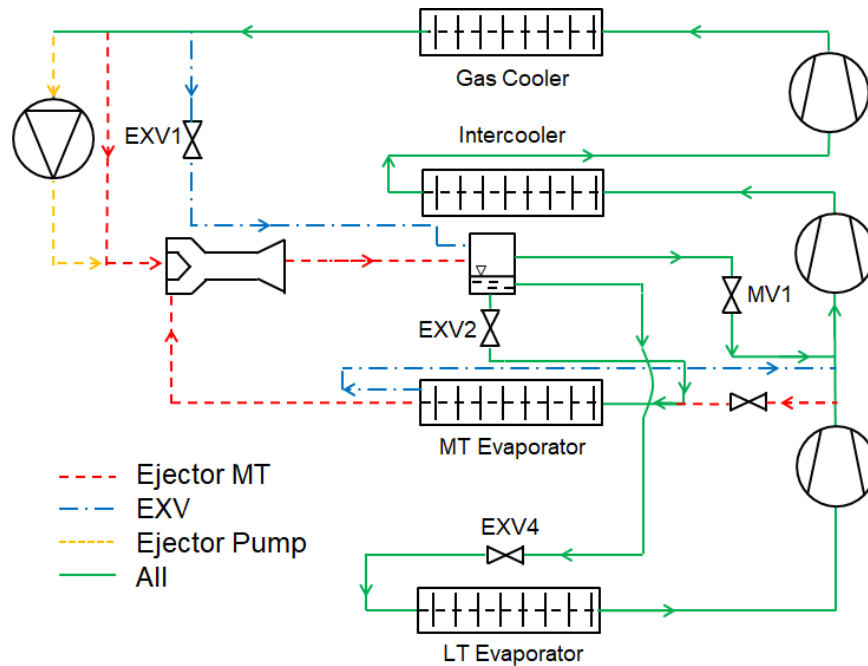 Gas Cooler
EXV1
Intercooler
MV1
EXV2
MT Evaporator
Ejector MT
EXV
Ejector Pump
All
EXV4
LT Evaporator